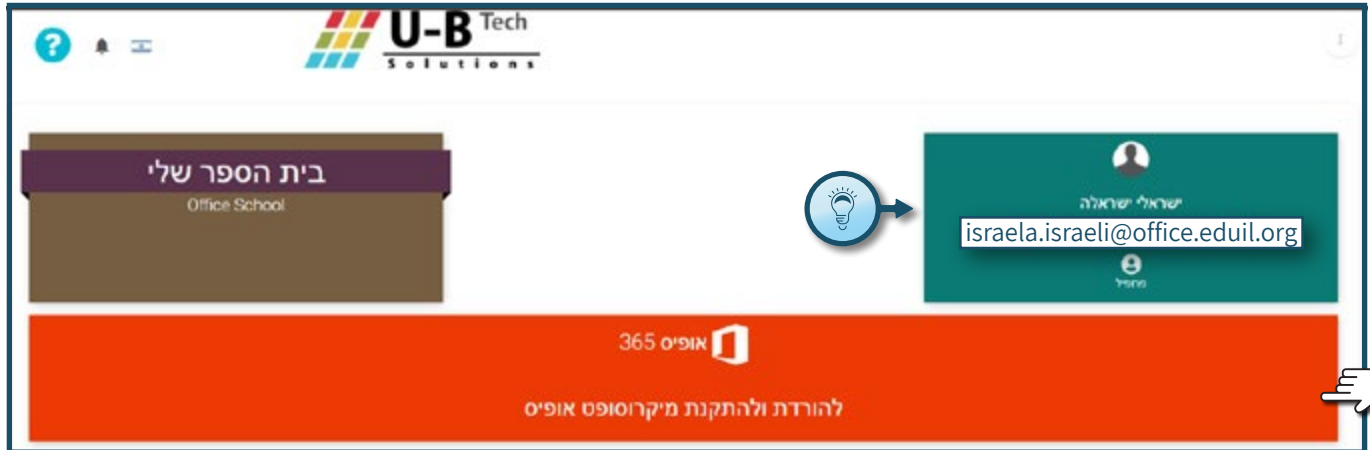 ?
U-B Tech
Solutions
ישראלי ישראלה
israela.israeli@office.eduil.org
פרופיל
בית הספר שלי
Office School
אופיס 365
להורדת ולהתקנת מיקרוסופט אופיס